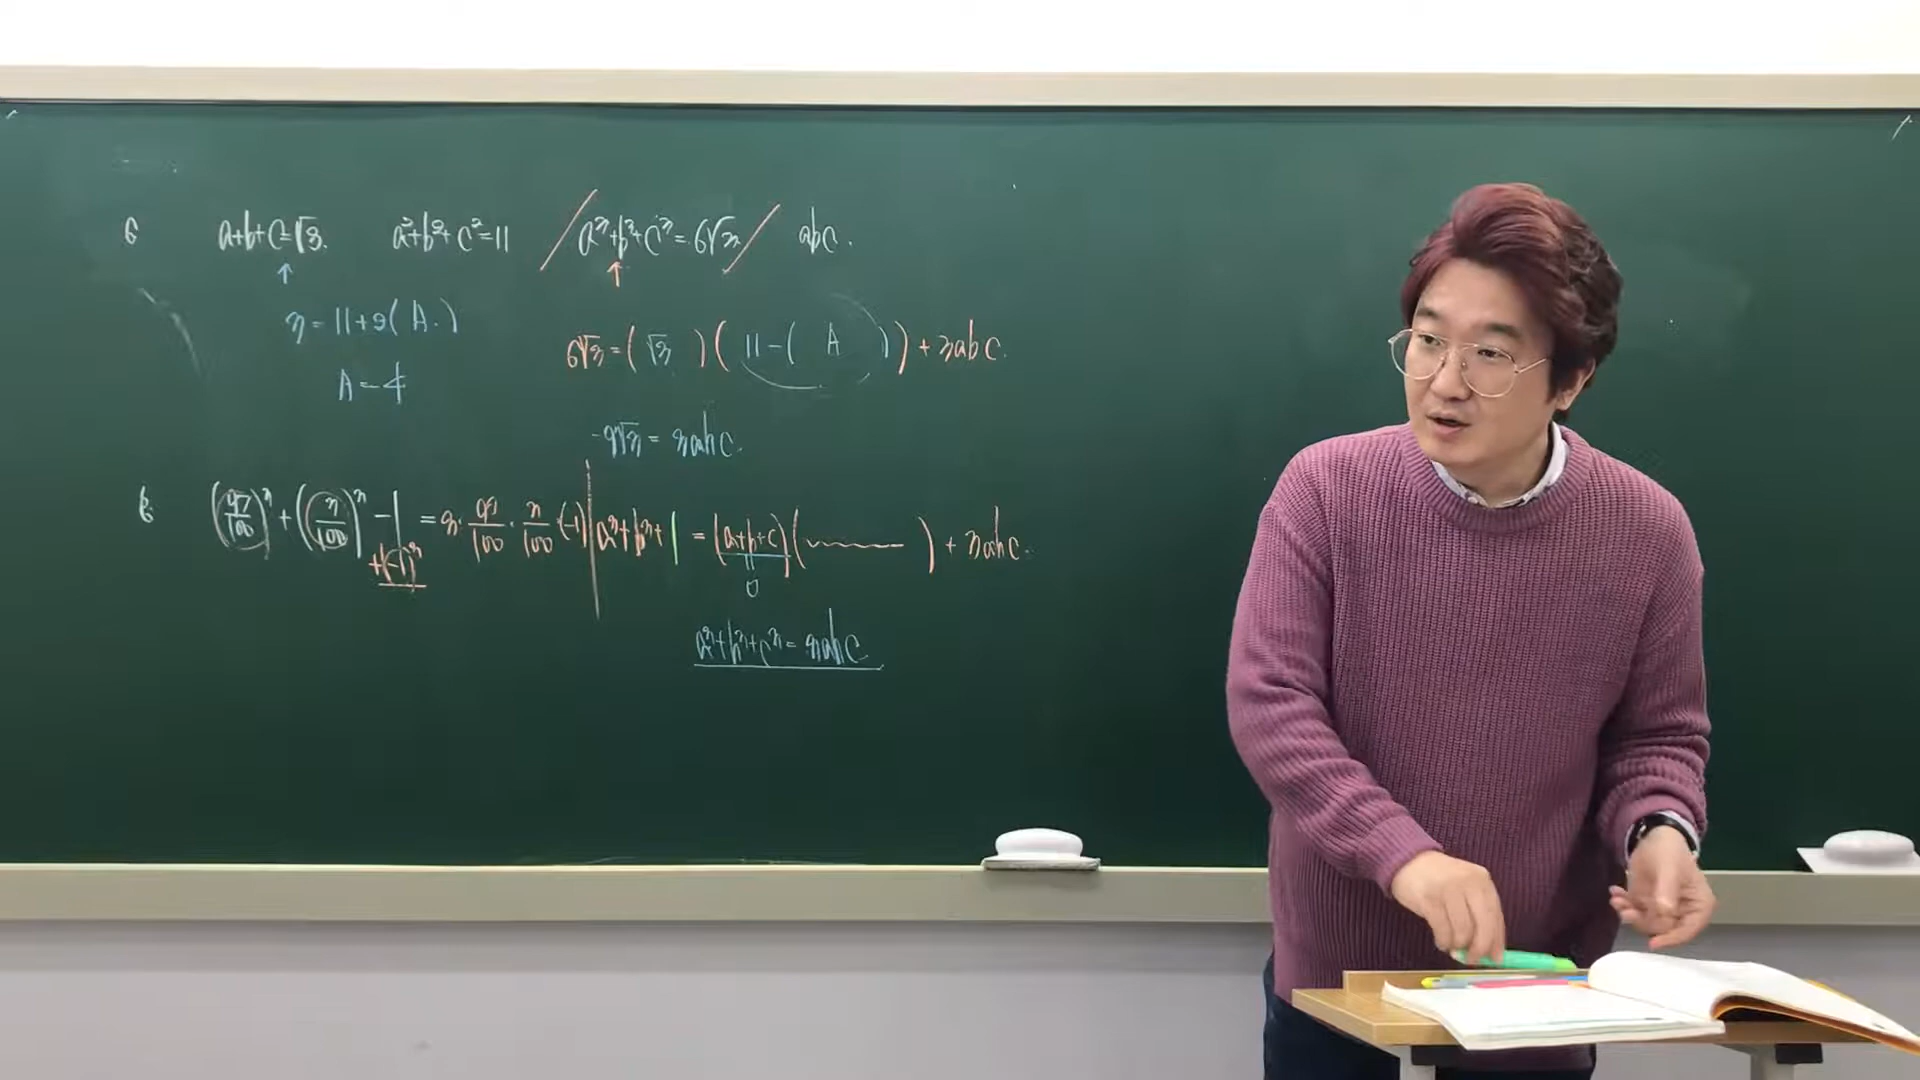 6 a+b+c=√3. a²+b²+c²=11 / a³+b³+c³=6√3 / abc.
↑ ↑
3=11+2( A. )
6√3=( √3 )( 11-( A ))+3abc.
A=-4
-9√3=3abc.
6. (97/100)³+(3/100)³-1 =3·97/100·3/100·(-1) | a³+b³+1 =(a+b+c)( )+3abc.
+(-1)³
0
a³+b³+c³=3abc